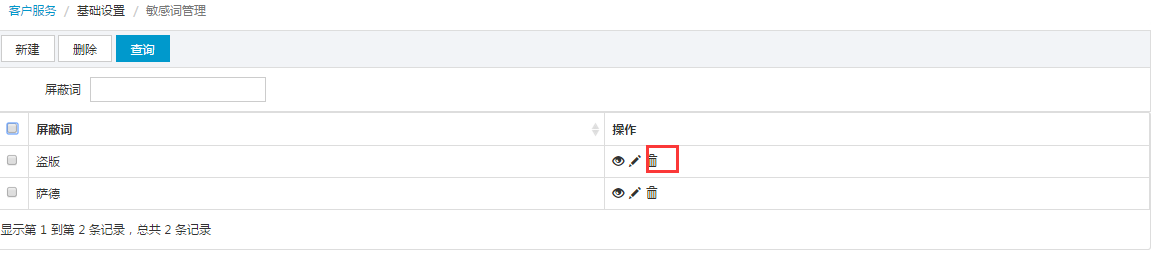 客户服务 / 基础设置 / 敏感词管理
新建 删除 查询
屏蔽词
屏蔽词 操作
盗版
萨德
显示第 1 到第 2 条记录，总共 2 条记录